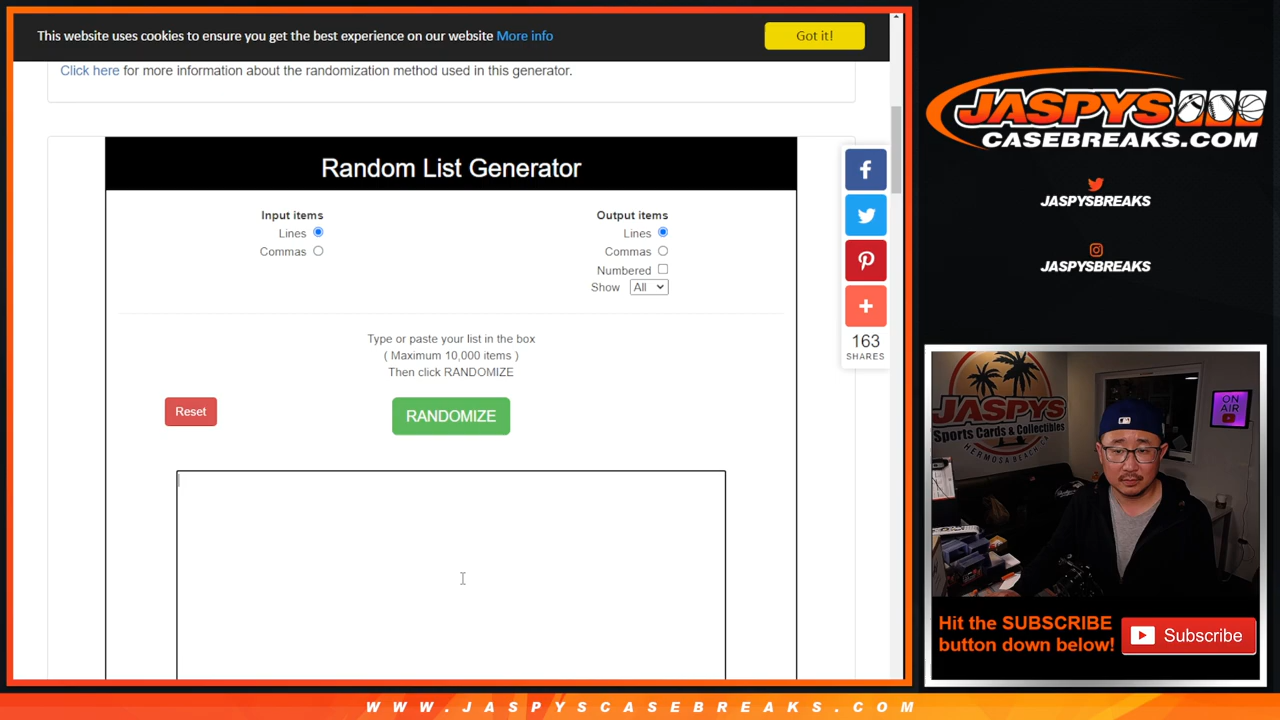 This website uses cookies to ensure you get the best experience on our website More info
Got it!
Click here for more information about the randomization method used in this generator.
Random List Generator
Input items
Lines
Commas
Output items
Lines
Commas
Numbered
Show All
Type or paste your list in the box
( Maximum 10,000 items )
Then click RANDOMIZE
Reset
RANDOMIZE
163
SHARES
JASPYS
CASEBREAKS.COM
JASPYSBREAKS
JASPYSBREAKS
JASPYS
Sports Cards & Collectibles
HERMOSA BEACH, CA
ON
AIR
Hit the SUBSCRIBE
button down below!
Subscribe
WWW.JASPYSCASEBREAKS.COM